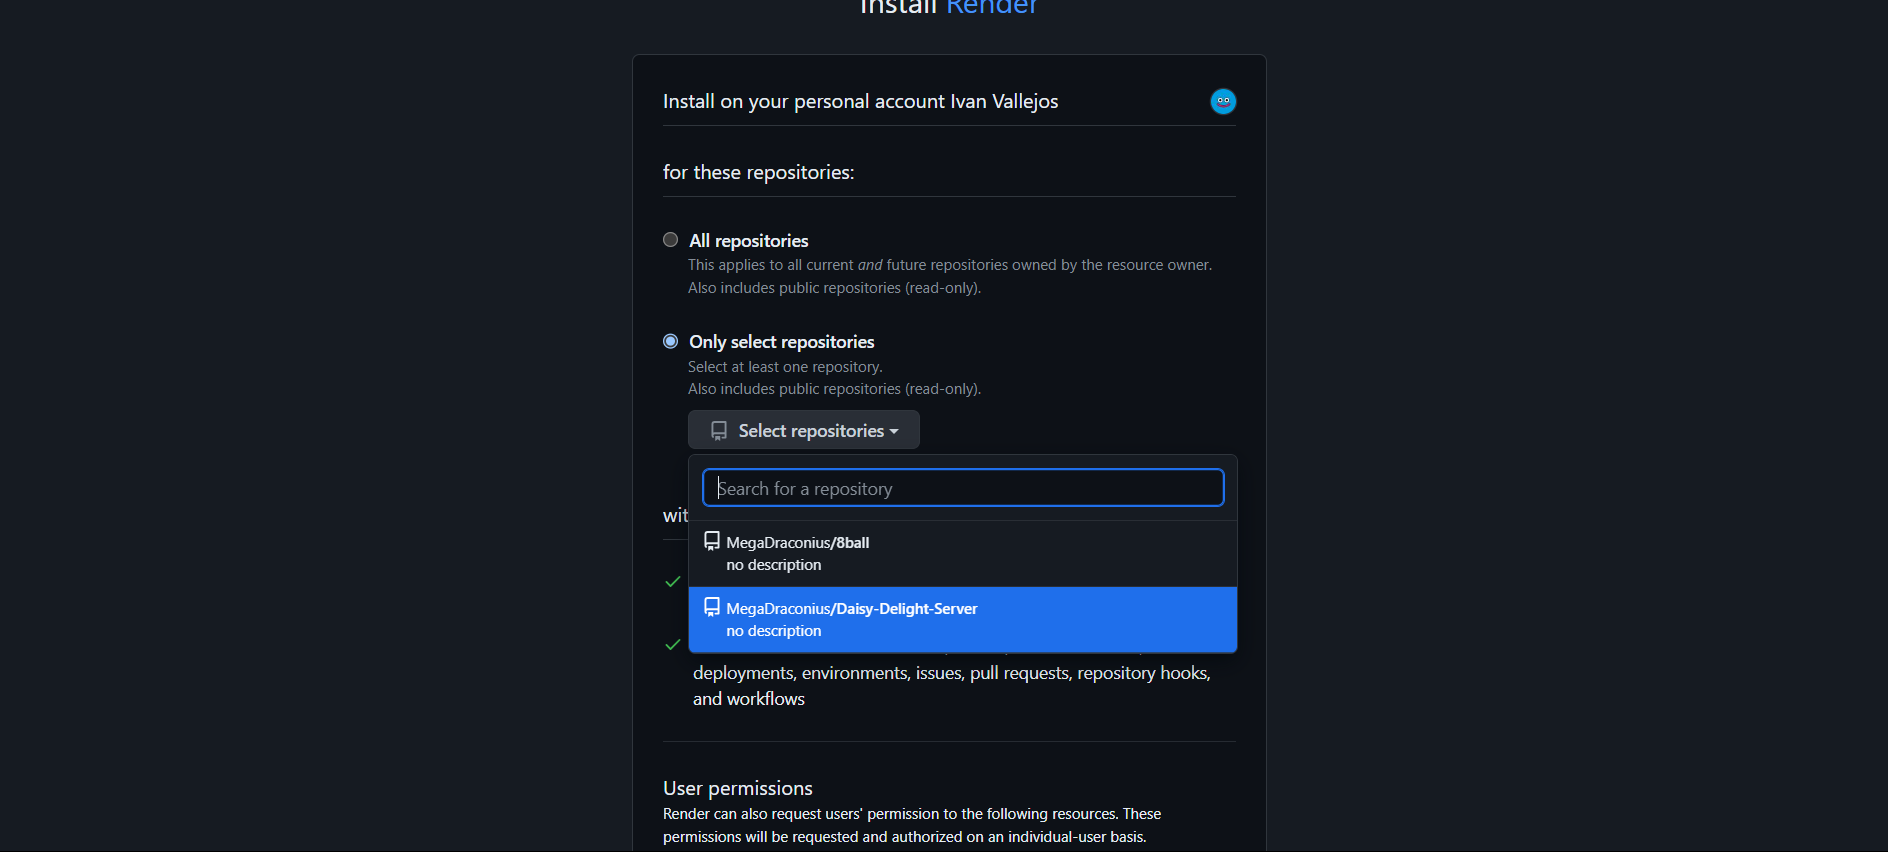 Install Render
Install on your personal account Ivan Vallejos
for these repositories:
All repositories
This applies to all current and future repositories owned by the resource owner.
Also includes public repositories (read-only).
Only select repositories
Select at least one repository.
Also includes public repositories (read-only).
Select repositories
Search for a repository
wit
MegaDraconius/8ball
no description
MegaDraconius/Daisy-Delight-Server
no description
deployments, environments, issues, pull requests, repository hooks,
and workflows
User permissions
Render can also request users' permission to the following resources. These
permissions will be requested and authorized on an individual-user basis.